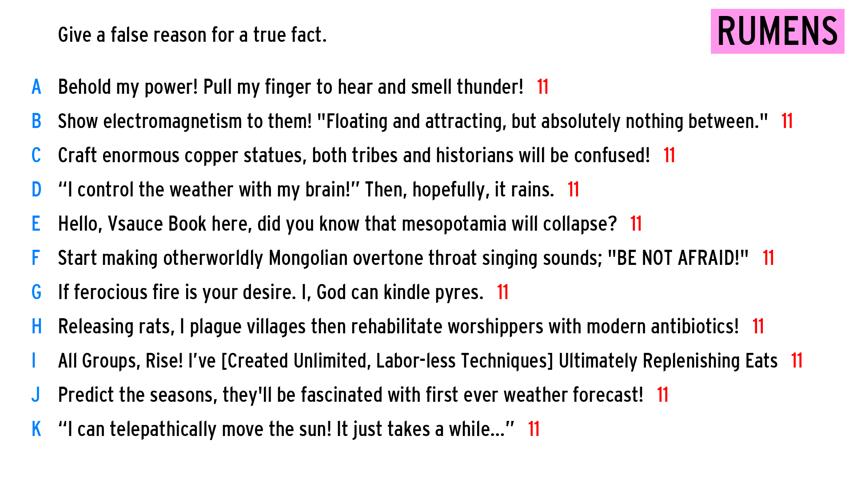 Give a false reason for a true fact.
RUMENS
A Behold my power! Pull my finger to hear and smell thunder! 11
B Show electromagnetism to them! "Floating and attracting, but absolutely nothing between." 11
C Craft enormous copper statues, both tribes and historians will be confused! 11
D “I control the weather with my brain!” Then, hopefully, it rains. 11
E Hello, Vsauce Book here, did you know that mesopotamia will collapse? 11
F Start making otherworldly Mongolian overtone throat singing sounds; "BE NOT AFRAID!" 11
G If ferocious fire is your desire. I, God can kindle pyres. 11
H Releasing rats, I plague villages then rehabilitate worshippers with modern antibiotics! 11
I All Groups, Rise! I’ve [Created Unlimited, Labor-less Techniques] Ultimately Replenishing Eats 11
J Predict the seasons, they'll be fascinated with first ever weather forecast! 11
K “I can telepathically move the sun! It just takes a while...” 11